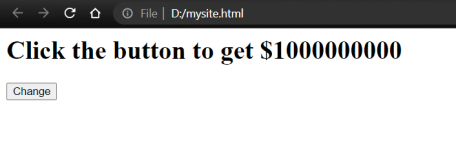 File | D:/mysite.html
Click the button to get $1000000000
Change